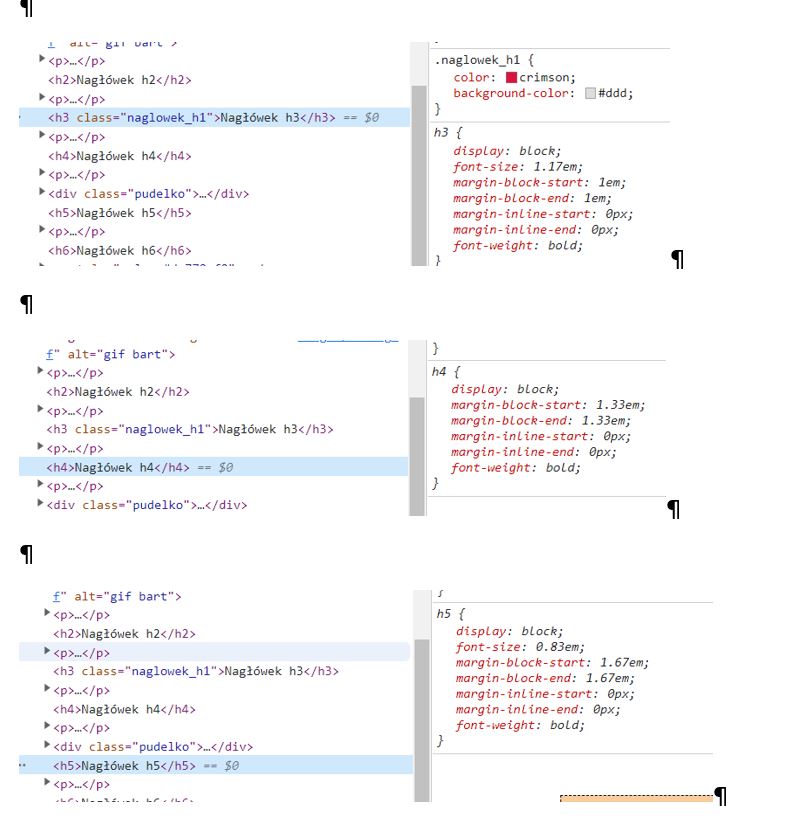 ¶
f" alt="gif bart">
<p>…</p>
<h2>Nagłówek h2</h2>
<p>…</p>
<h3 class="naglowek_h1">Nagłówek h3</h3> == $0
<p>…</p>
<h4>Nagłówek h4</h4>
<p>…</p>
<div class="pudelko">…</div>
<h5>Nagłówek h5</h5>
<p>…</p>
<h6>Nagłówek h6</h6>
.naglowek_h1 {
color: crimson;
background-color: #ddd;
}
h3 {
display: block;
font-size: 1.17em;
margin-block-start: 1em;
margin-block-end: 1em;
margin-inline-start: 0px;
margin-inline-end: 0px;
font-weight: bold;
}
¶
¶
f" alt="gif bart">
<p>…</p>
<h2>Nagłówek h2</h2>
<p>…</p>
<h3 class="naglowek_h1">Nagłówek h3</h3>
<p>…</p>
<h4>Nagłówek h4</h4> == $0
<p>…</p>
<div class="pudelko">…</div>
}
h4 {
display: block;
margin-block-start: 1.33em;
margin-block-end: 1.33em;
margin-inline-start: 0px;
margin-inline-end: 0px;
font-weight: bold;
}
¶
¶
f" alt="gif bart">
<p>…</p>
<h2>Nagłówek h2</h2>
<p>…</p>
<h3 class="naglowek_h1">Nagłówek h3</h3>
<p>…</p>
<h4>Nagłówek h4</h4>
<p>…</p>
<div class="pudelko">…</div>
<h5>Nagłówek h5</h5> == $0
<p>…</p>
<h6>Nagłówek h6</h6>
}
h5 {
display: block;
font-size: 0.83em;
margin-block-start: 1.67em;
margin-block-end: 1.67em;
margin-inline-start: 0px;
margin-inline-end: 0px;
font-weight: bold;
}
¶